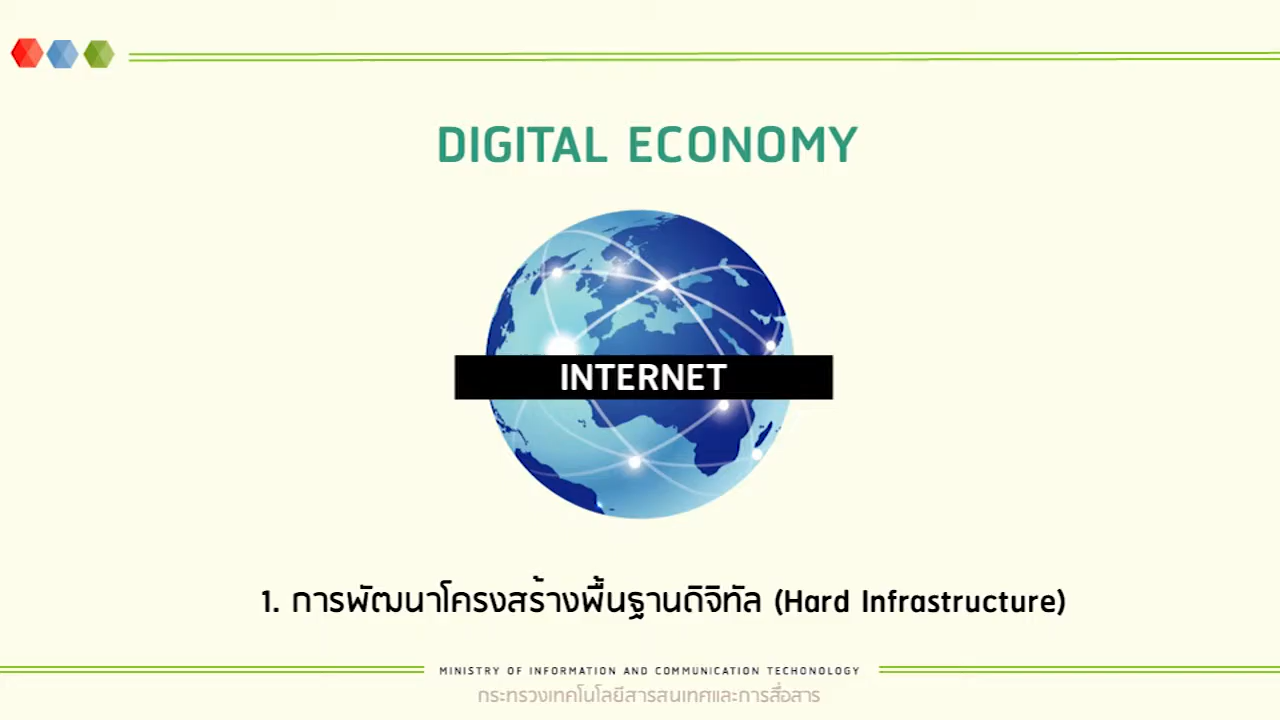 DIGITAL ECONOMY
INTERNET
1. การพัฒนาโครงสร้างพื้นฐานดิจิทัล (Hard Infrastructure)
MINISTRY OF INFORMATION AND COMMUNICATION TECHONOLOGY
กระทรวงเทคโนโลยีสารสนเทศและการสื่อสาร